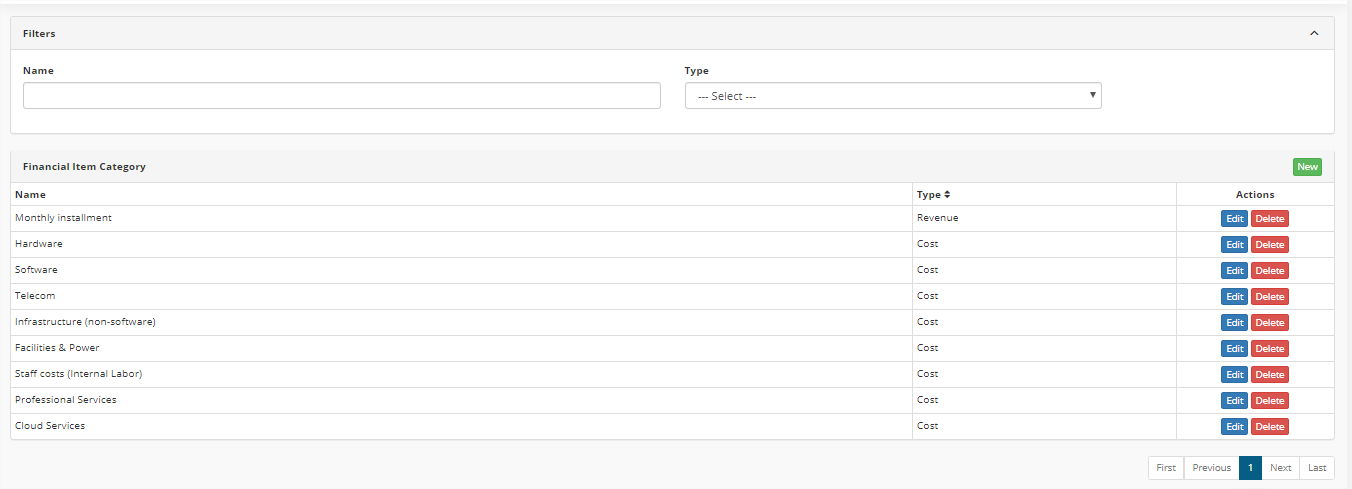 Filters
Name Type
--- Select ---
Financial Item Category New
Name Type Actions
Monthly installment Revenue Edit Delete
Hardware Cost Edit Delete
Software Cost Edit Delete
Telecom Cost Edit Delete
Infrastructure (non-software) Cost Edit Delete
Facilities & Power Cost Edit Delete
Staff costs (Internal Labor) Cost Edit Delete
Professional Services Cost Edit Delete
Cloud Services Cost Edit Delete
First Previous 1 Next Last